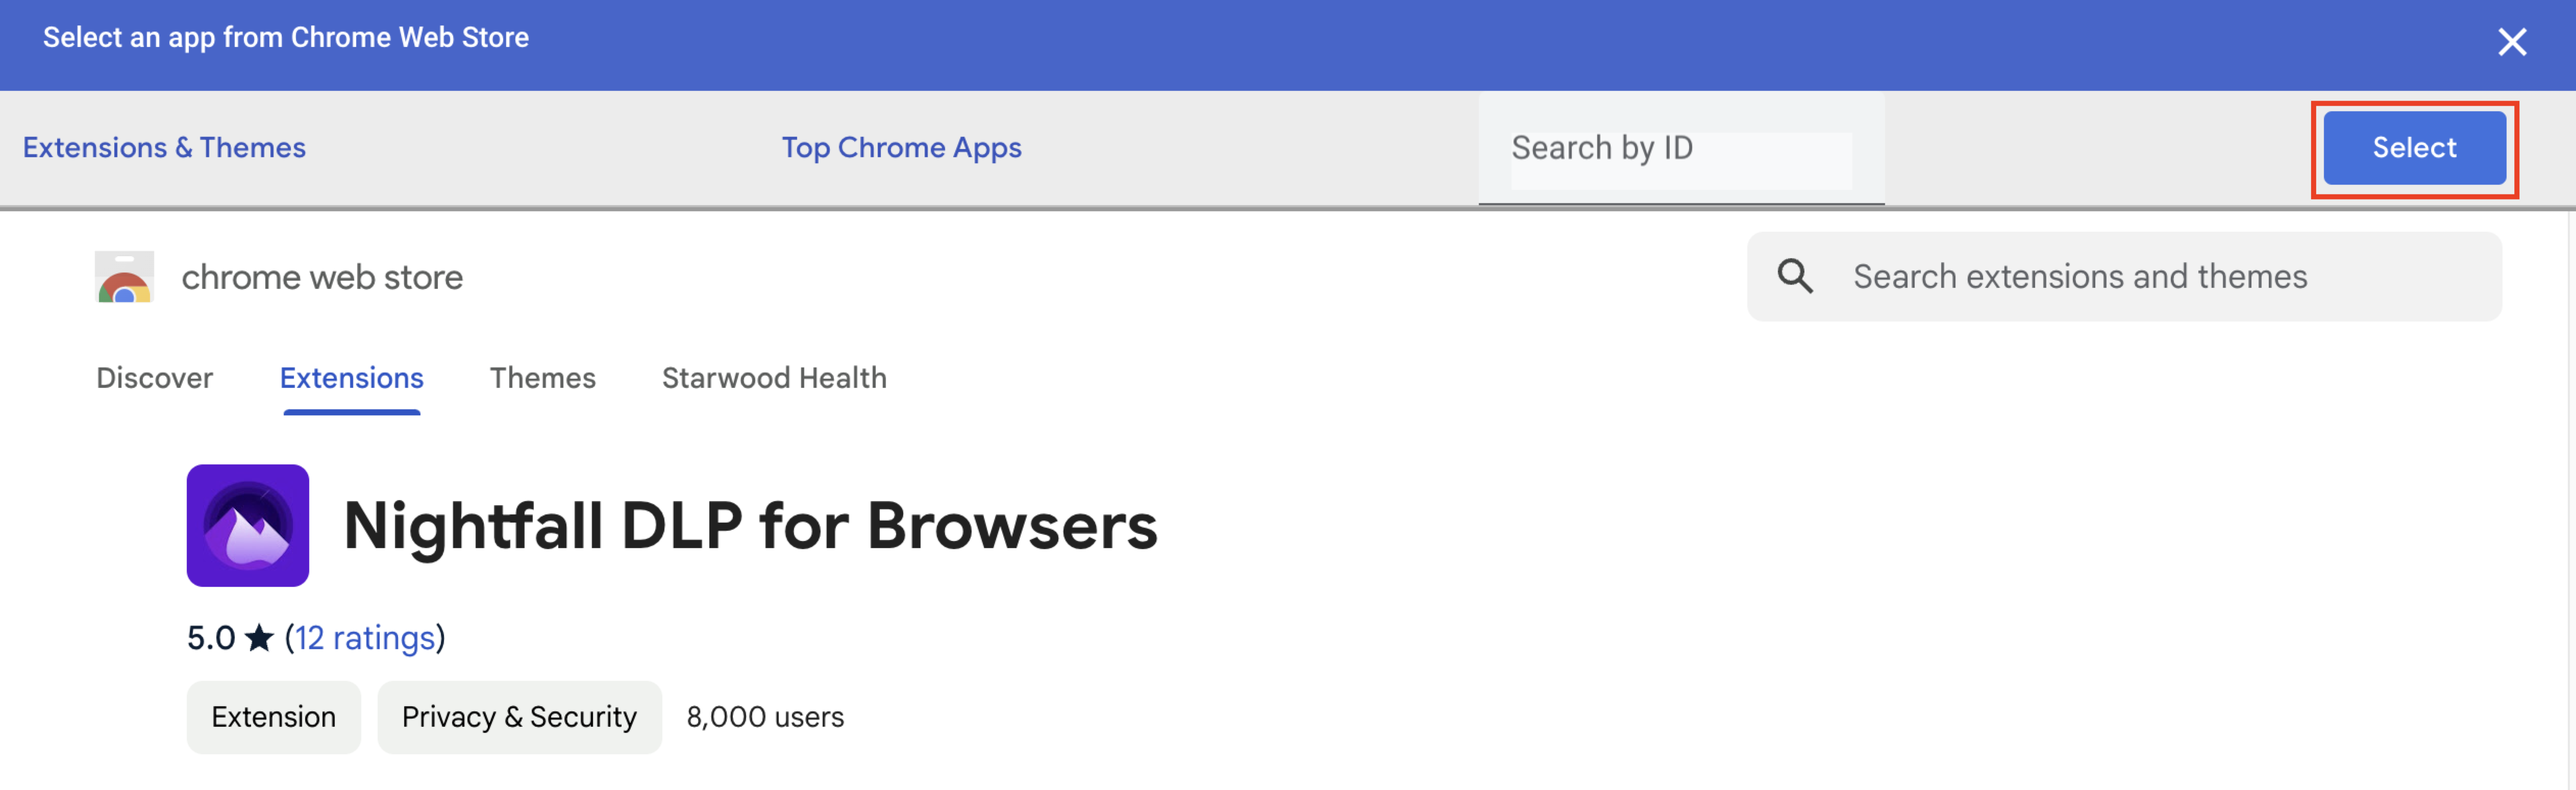 Select an app from Chrome Web Store
Extensions & Themes Top Chrome Apps Search by ID Select
chrome web store Search extensions and themes
Discover Extensions Themes Starwood Health
Nightfall DLP for Browsers
5.0 ★ (12 ratings)
Extension Privacy & Security 8,000 users